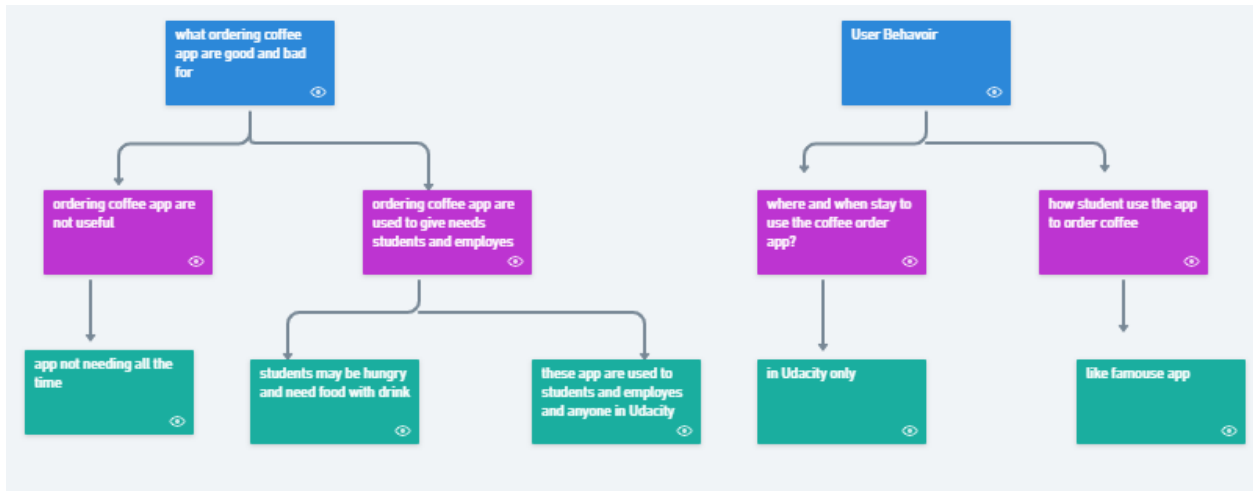 what ordering coffee
app are good and bad
for
User Behavoir
ordering coffee app are
not useful
ordering coffee app are
used to give needs
students and employes
where and when stay to
use the coffee order
app?
how student use the app
to order coffee
app not needing all the
time
students may be hungry
and need food with drink
these app are used to
students and employes
and anyone in Udacity
in Udacity only
like famouse app